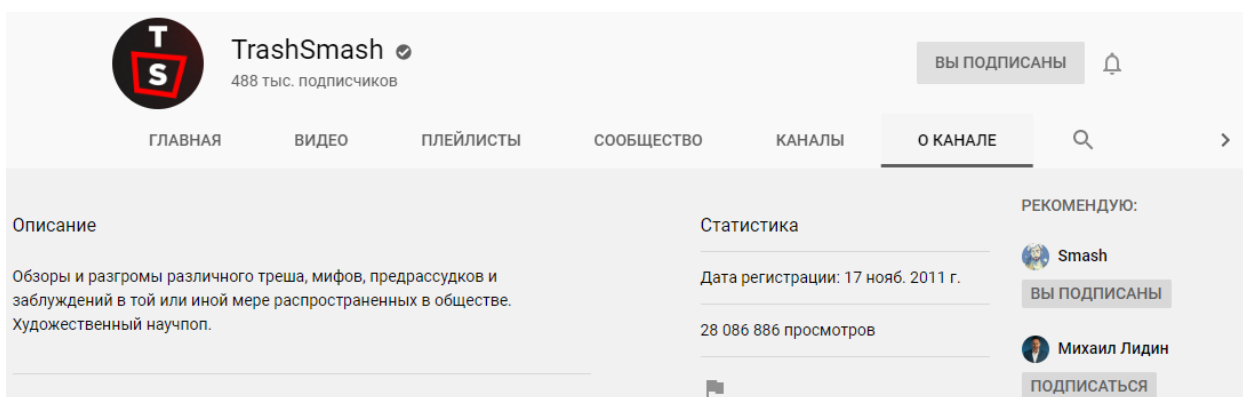 T
S
TrashSmash
488 тыс. подписчиков
ВЫ ПОДПИСАНЫ
ГЛАВНАЯ
ВИДЕО
ПЛЕЙЛИСТЫ
СООБЩЕСТВО
КАНАЛЫ
О КАНАЛЕ
Описание
Обзоры и разгромы различного треша, мифов, предрассудков и
заблуждений в той или иной мере распространенных в обществе.
Художественный научпоп.
Статистика
Дата регистрации: 17 нояб. 2011 г.
28 086 886 просмотров
РЕКОМЕНДУЮ:
Smash
ВЫ ПОДПИСАНЫ
Михаил Лидин
ПОДПИСАТЬСЯ